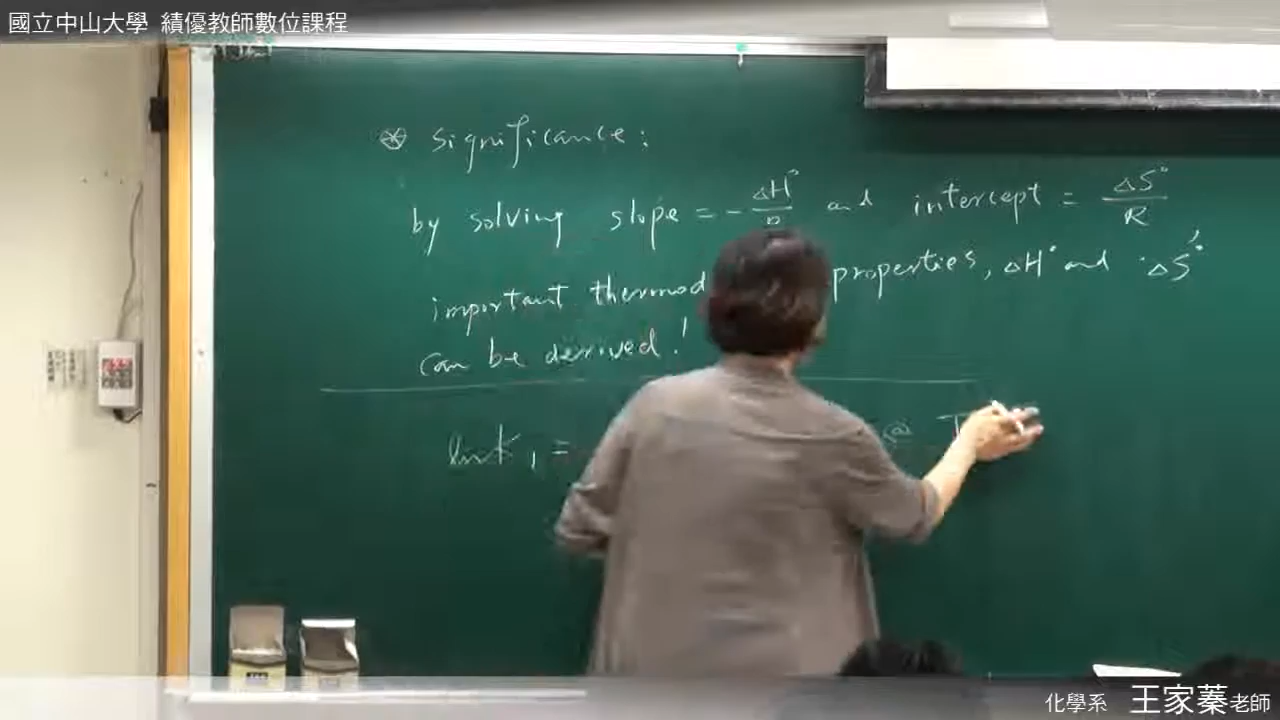 國立中山大學 績優教師數位課程
⊛ significance:
by solving slope = - ΔH°/R and intercept = ΔS°/R,
important thermod properties, ΔH° and ΔS°
can be derived!
lnK₁ = @ T
化學系 王家蓁老師